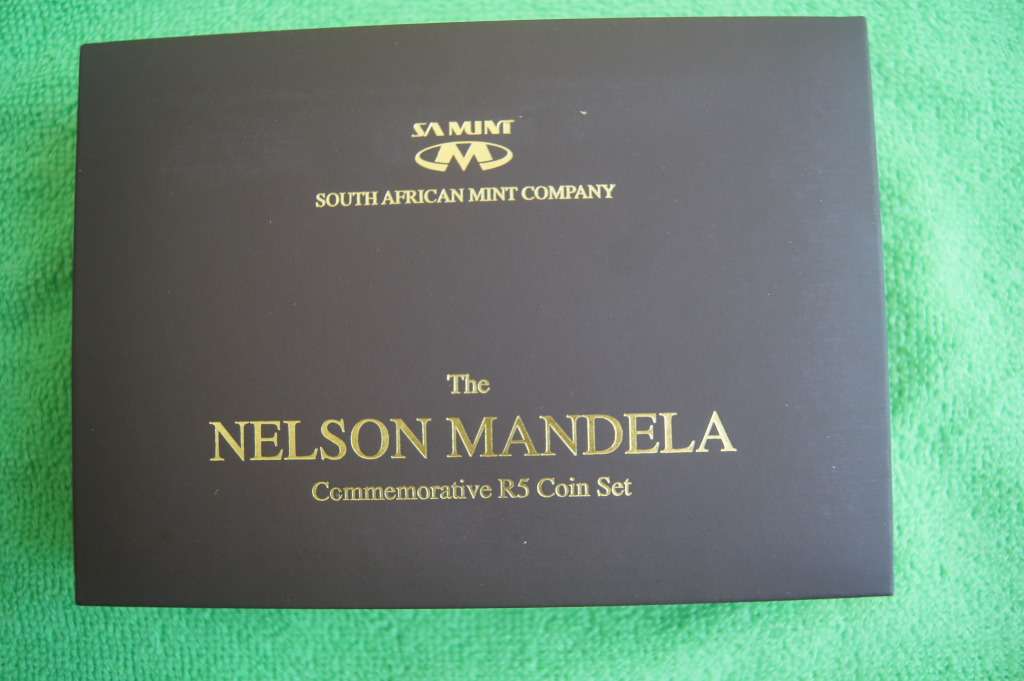 SA MINT
M
SOUTH AFRICAN MINT COMPANY
The
NELSON MANDELA
Commemorative R5 Coin Set